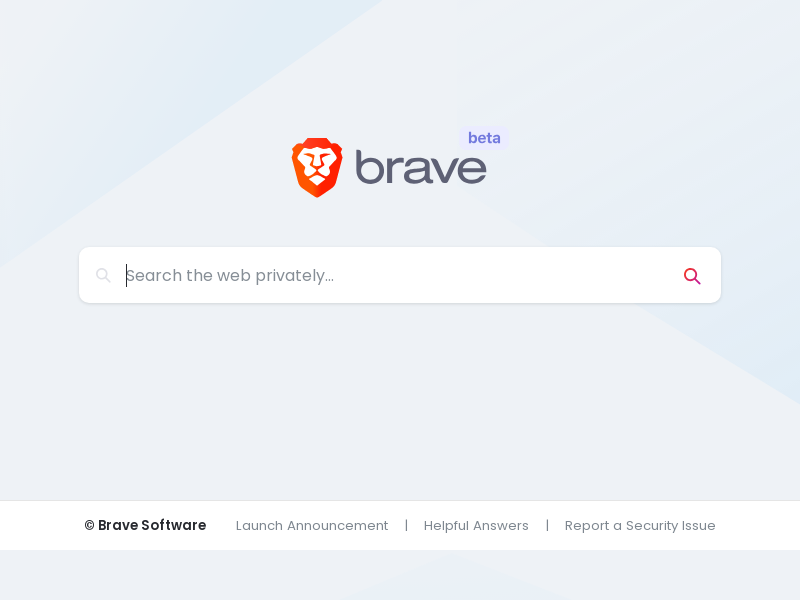 beta
brave
Search the web privately...
© Brave Software Launch Announcement | Helpful Answers | Report a Security Issue